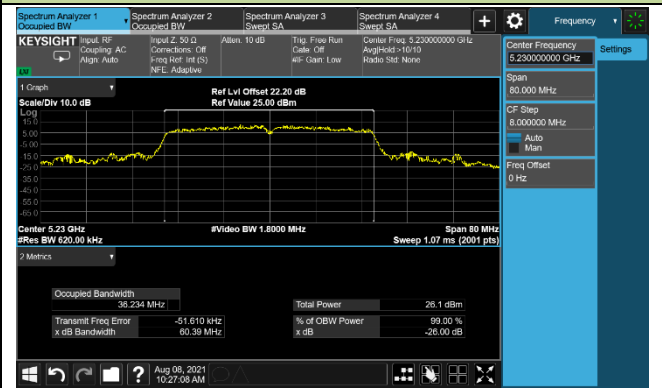 Spectrum Analyzer 1
Occupied BW
Spectrum Analyzer 2
Occupied BW
Spectrum Analyzer 3
Swept SA
Spectrum Analyzer 4
Swept SA
+
Frequency
KEYSIGHT
Input: RF
Coupling: AC
Align: Auto
Input Z: 50 Ω
Corrections: Off
Freq Ref: Int (S)
NFE: Adaptive
Atten: 10 dB
Trig: Free Run
Gate: Off
#IF Gain: Low
Center Freq: 5.230000000 GHz
Avg|Hold:>10/10
Radio Std: None
Center Frequency
5.230000000 GHz
Settings
Span
80.000 MHz
CF Step
8.000000 MHz
Auto
Man
Freq Offset
0 Hz
1 Graph
Scale/Div 10.0 dB
Ref Lvl Offset 22.20 dB
Ref Value 25.00 dBm
Log
15.0
5.00
-5.00
-15.0
-25.0
-35.0
-45.0
-55.0
-65.0
Center 5.23 GHz
#Video BW 1.8000 MHz
Span 80 MHz
#Res BW 620.00 kHz
Sweep 1.07 ms (2001 pts)
2 Metrics
Occupied Bandwidth
36.234 MHz
Total Power
26.1 dBm
Transmit Freq Error
-51.610 kHz
% of OBW Power
99.00 %
x dB Bandwidth
60.39 MHz
x dB
-26.00 dB
?
Aug 08, 2021
10:27:08 AM